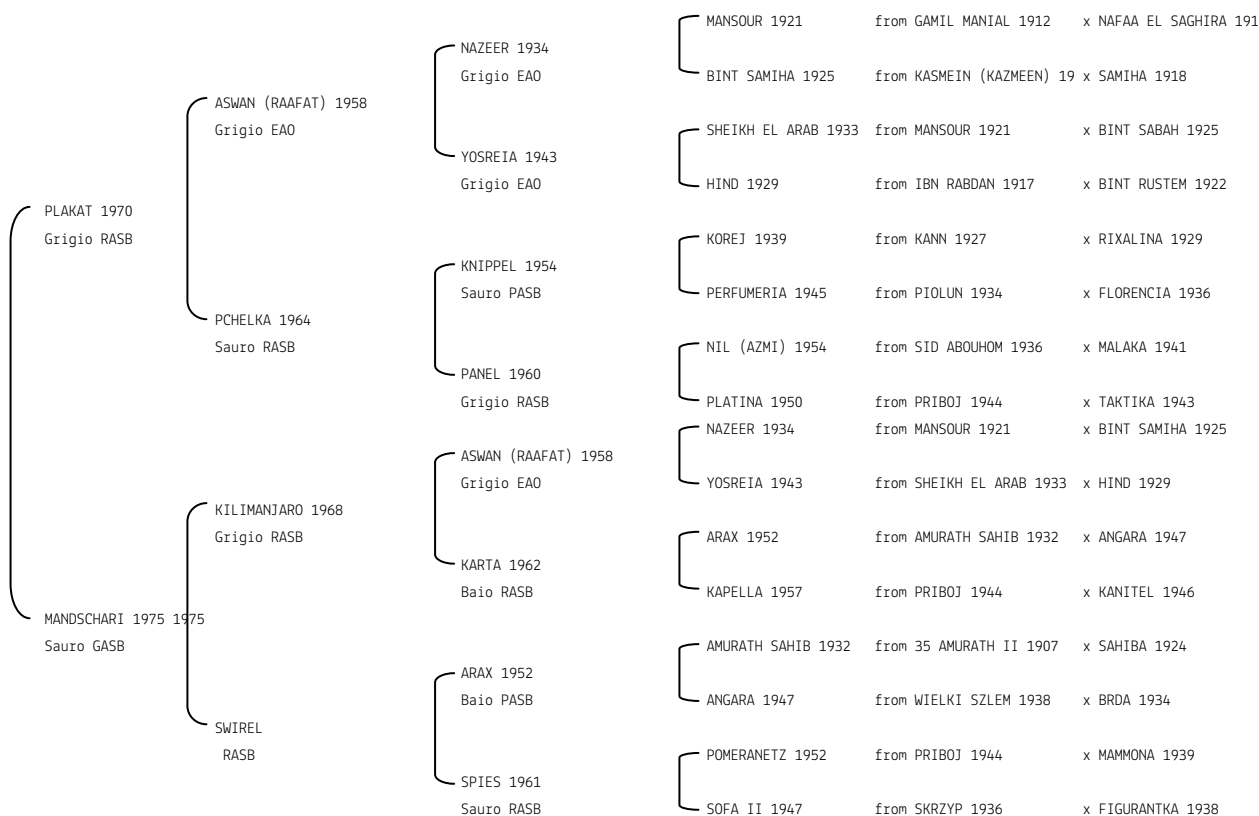 MANSOUR 1921 from GAMIL MANIAL 1912 x NAFAA EL SAGHIRA 191
NAZEER 1934
Grigio EAO
BINT SAMIHA 1925 from KASMEIN (KAZMEEN) 19 x SAMIHA 1918
ASWAN (RAAFAT) 1958
Grigio EAO
SHEIKH EL ARAB 1933 from MANSOUR 1921 x BINT SABAH 1925
YOSREIA 1943
Grigio EAO
HIND 1929 from IBN RABDAN 1917 x BINT RUSTEM 1922
PLAKAT 1970
Grigio RASB
KOREJ 1939 from KANN 1927 x RIXALINA 1929
KNIPPEL 1954
Sauro PASB
PERFUMERIA 1945 from PIOLUN 1934 x FLORENCIA 1936
PCHELKA 1964
Sauro RASB
NIL (AZMI) 1954 from SID ABOUHOM 1936 x MALAKA 1941
PANEL 1960
Grigio RASB
PLATINA 1950 from PRIBOJ 1944 x TAKTIKA 1943
NAZEER 1934 from MANSOUR 1921 x BINT SAMIHA 1925
ASWAN (RAAFAT) 1958
Grigio EAO
YOSREIA 1943 from SHEIKH EL ARAB 1933 x HIND 1929
KILIMANJARO 1968
Grigio RASB
ARAX 1952 from AMURATH SAHIB 1932 x ANGARA 1947
KARTA 1962
Baio RASB
KAPELLA 1957 from PRIBOJ 1944 x KANITEL 1946
MANDSCHARI 1975 1975
Sauro GASB
AMURATH SAHIB 1932 from 35 AMURATH II 1907 x SAHIBA 1924
ARAX 1952
Baio PASB
ANGARA 1947 from WIELKI SZLEM 1938 x BRDA 1934
SWIREL
RASB
POMERANETZ 1952 from PRIBOJ 1944 x MAMMONA 1939
SPIES 1961
Sauro RASB
SOFA II 1947 from SKRZYP 1936 x FIGURANTKA 1938